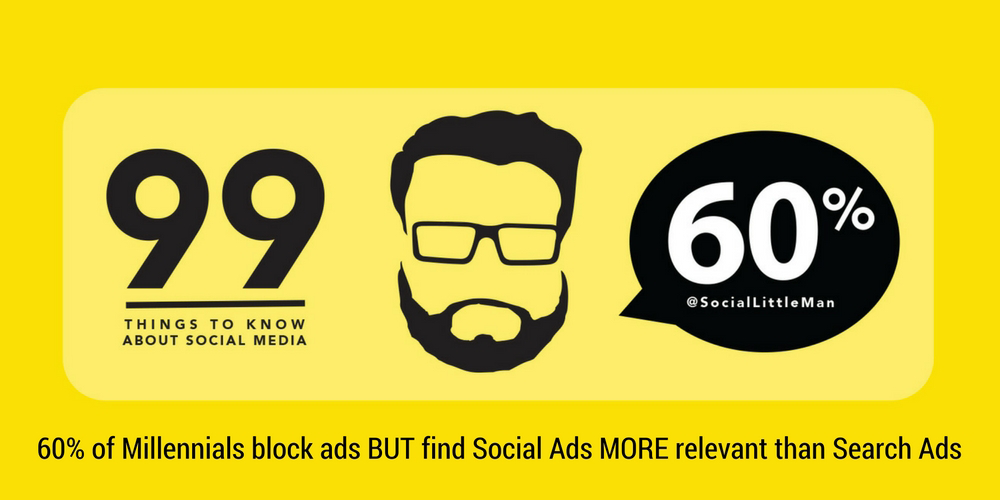 99
THINGS TO KNOW
ABOUT SOCIAL MEDIA
60%
@SocialLittleMan
60% of Millennials block ads BUT find Social Ads MORE relevant than Search Ads